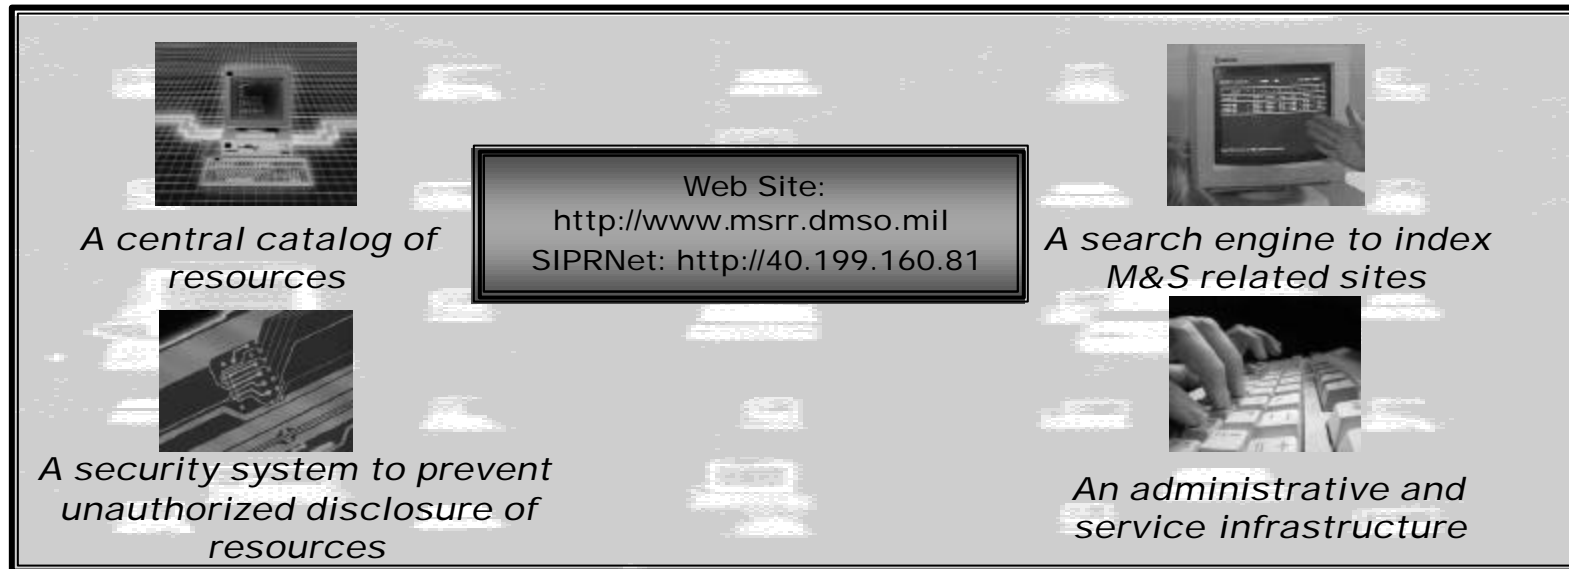 A central catalog of
resources
Web Site:
http://www.msrr.dmso.mil
SIPRNet: http://40.199.160.81
A search engine to index
M&S related sites
A security system to prevent
unauthorized disclosure of
resources
An administrative and
service infrastructure